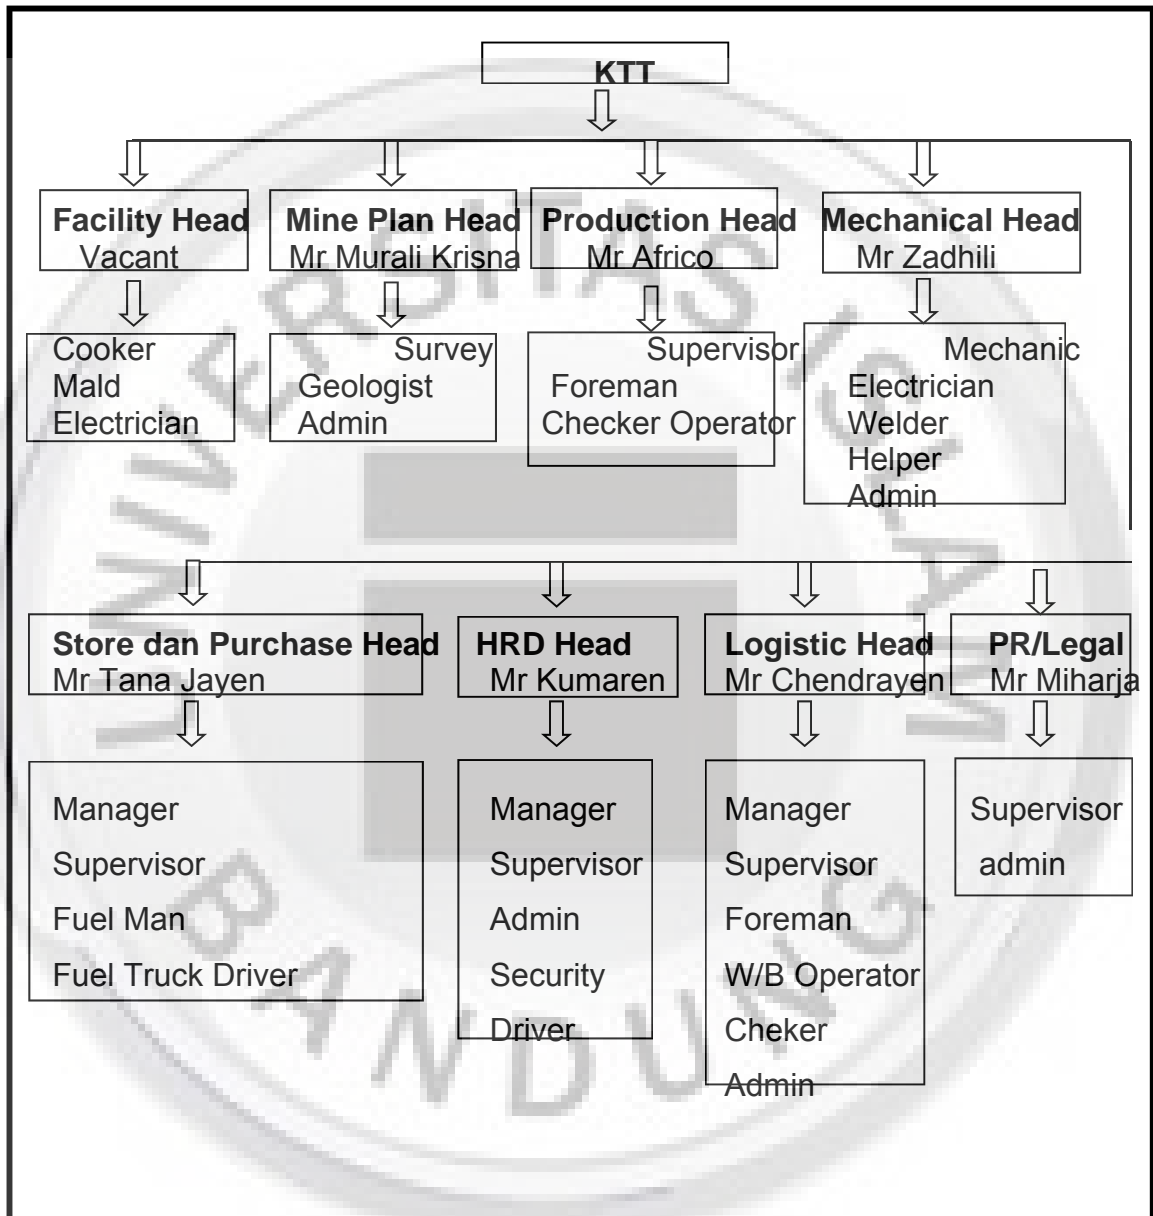 KTT
Facility Head
Vacant
Mine Plan Head
Mr Murali Krisna
Production Head
Mr Africo
Mechanical Head
Mr Zadhili
Cooker
Mald
Electrician
Survey
Geologist
Admin
Supervisor
Foreman
Checker Operator
Mechanic
Electrician
Welder
Helper
Admin
Store dan Purchase Head
Mr Tana Jayen
HRD Head
Mr Kumaren
Logistic Head
Mr Chendrayen
PR/Legal
Mr Miharja
Manager
Supervisor
Fuel Man
Fuel Truck Driver
Manager
Supervisor
Admin
Security
Driver
Manager
Supervisor
Foreman
W/B Operator
Cheker
Admin
Supervisor
admin
UNIVERSITAS ISLAM
BANDUNG